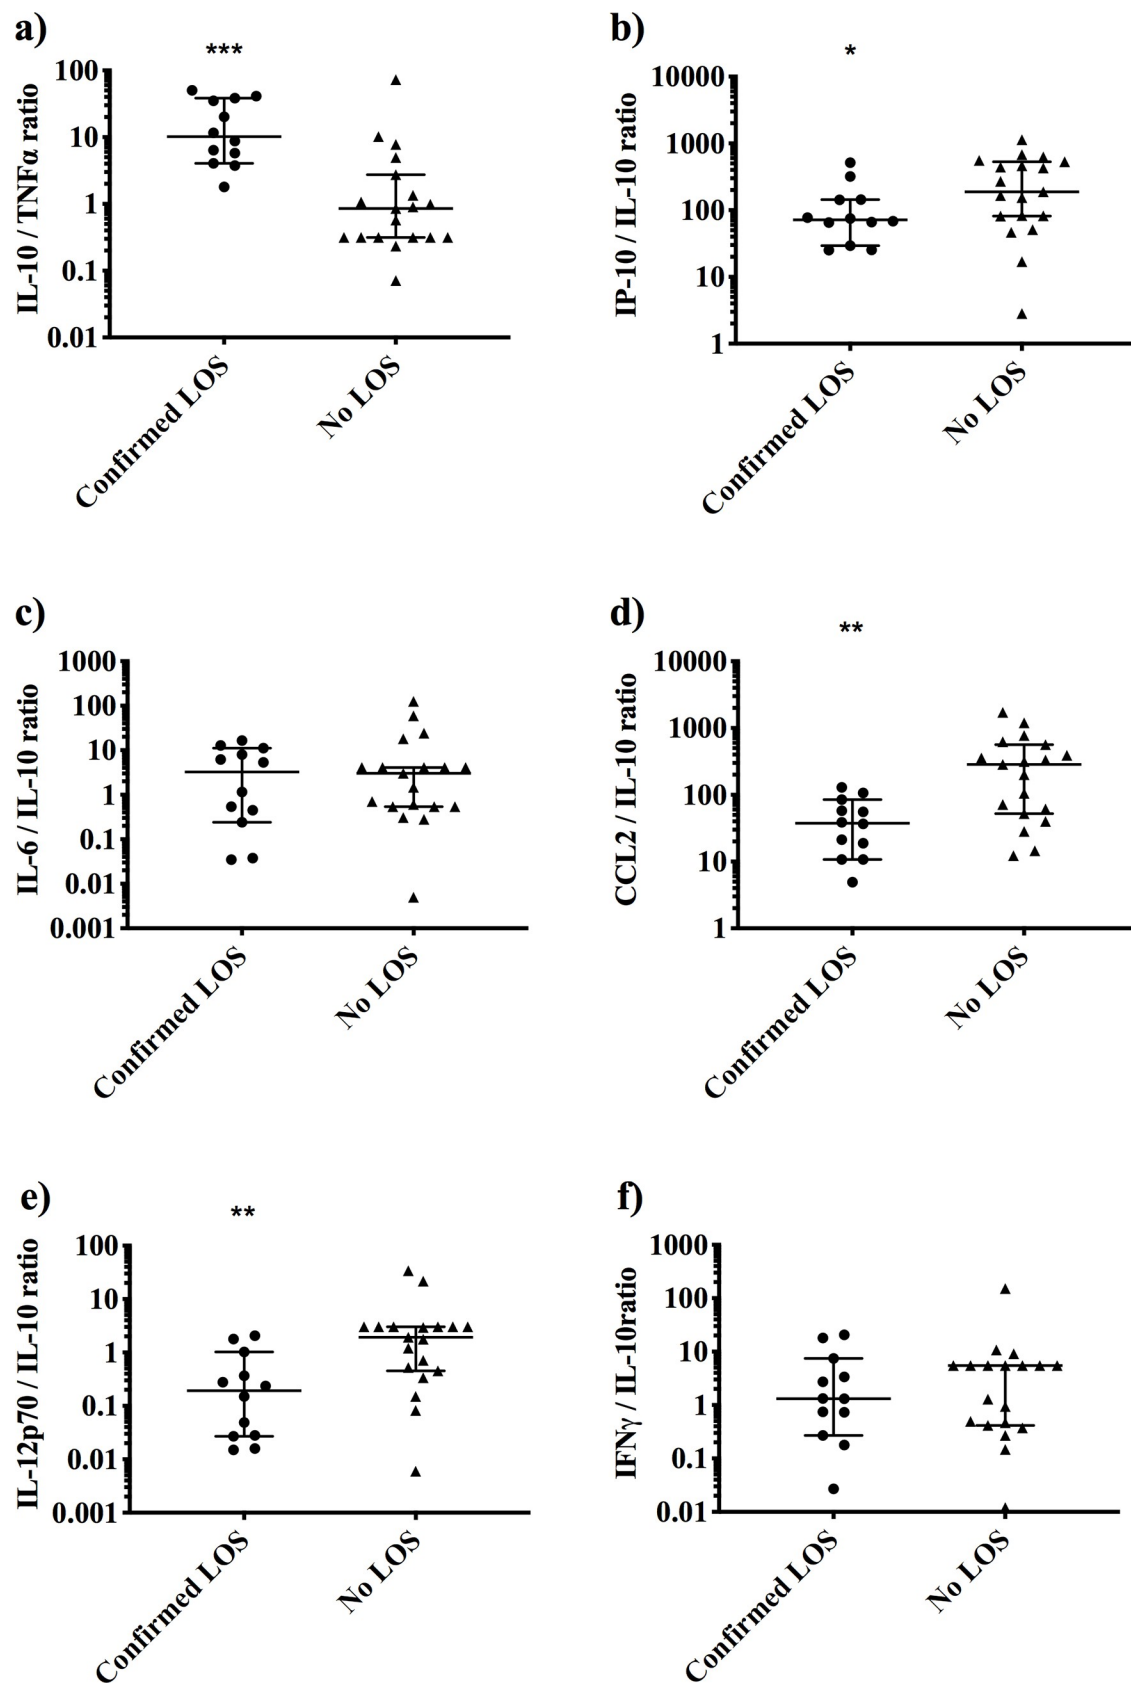 a)
***
IL-10 / TNFα ratio
100
10
1
0.1
0.01
Confirmed LOS
No LOS
b)
*
IP-10 / IL-10 ratio
10000
1000
100
10
1
Confirmed LOS
No LOS
c)
IL-6 / IL-10 ratio
1000
100
10
1
0.1
0.01
0.001
Confirmed LOS
No LOS
d)
**
CCL2 / IL-10 ratio
10000
1000
100
10
1
Confirmed LOS
No LOS
e)
**
IL-12p70 / IL-10 ratio
100
10
1
0.1
0.01
0.001
Confirmed LOS
No LOS
f)
IFNγ / IL-10ratio
1000
100
10
1
0.1
0.01
Confirmed LOS
No LOS